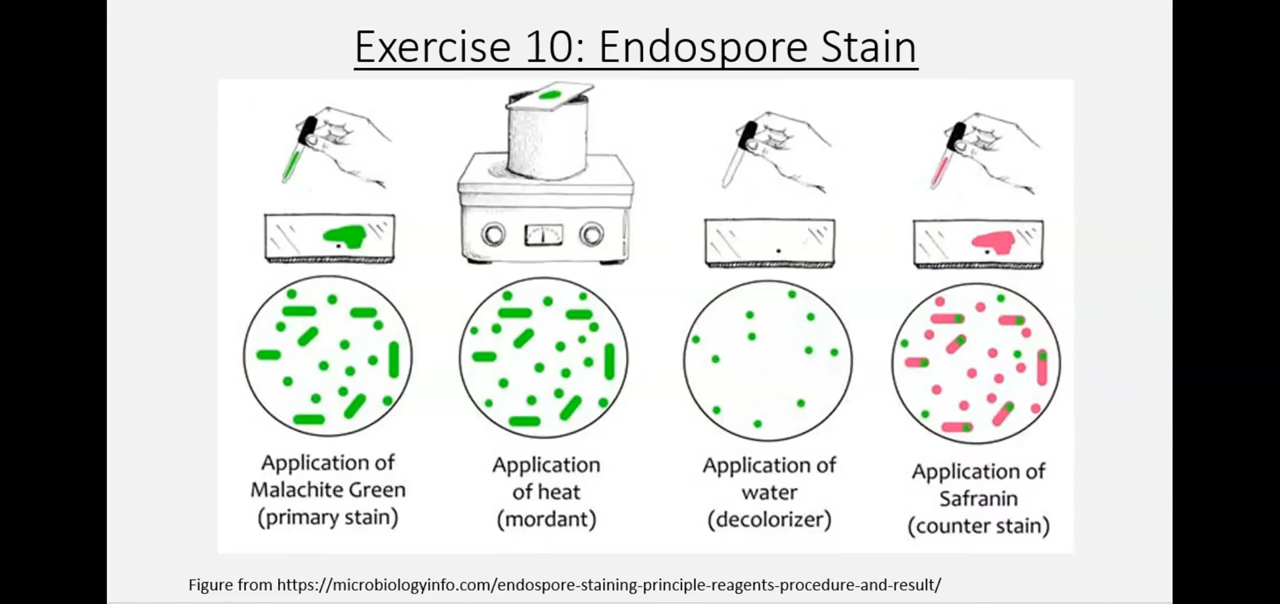 Exercise 10: Endospore Stain
Application of
Malachite Green
(primary stain)
Application
of heat
(mordant)
Application of
water
(decolorizer)
Application of
Safranin
(counter stain)
Figure from https://microbiologyinfo.com/endospore-staining-principle-reagents-procedure-and-result/